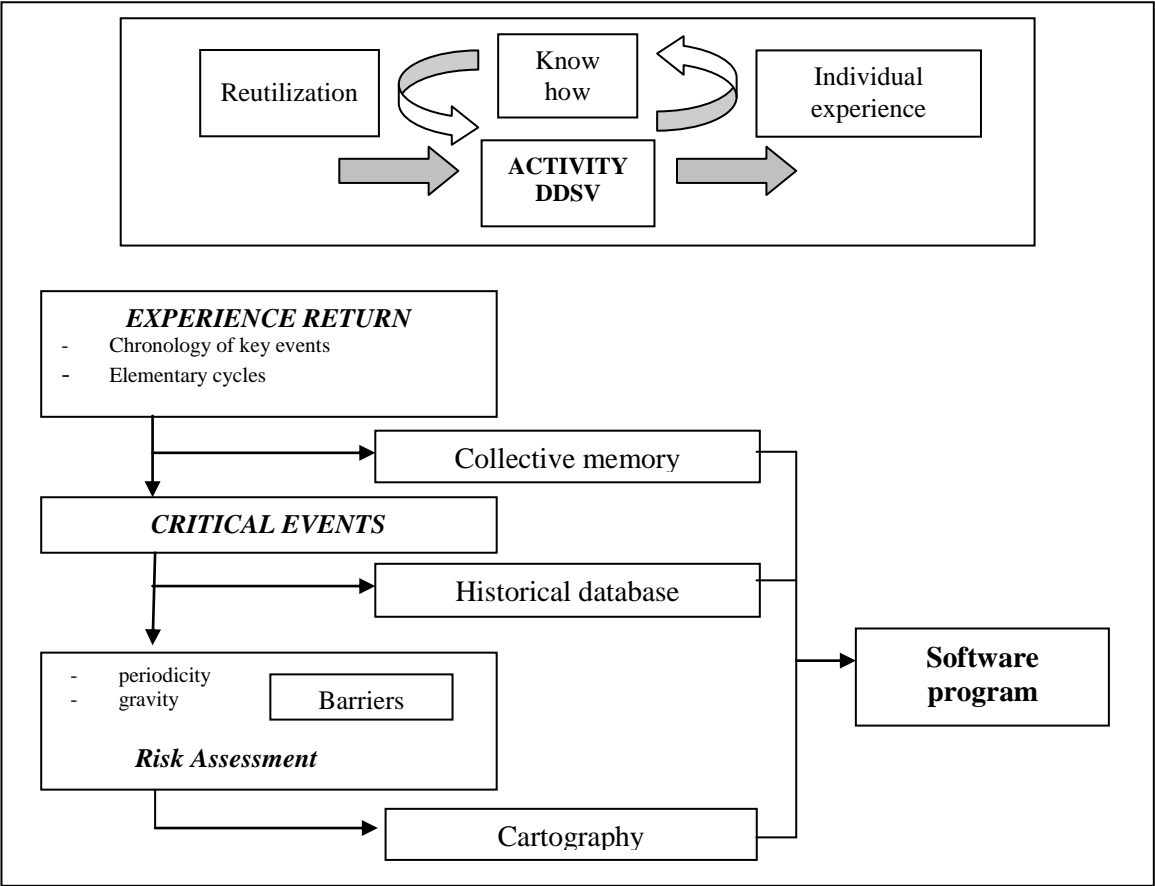 Reutilization
Know
how
Individual
experience
ACTIVITY
DDSV
EXPERIENCE RETURN
- Chronology of key events
- Elementary cycles
Collective memory
CRITICAL EVENTS
Historical database
- periodicity
- gravity
Barriers
Risk Assessment
Software
program
Cartography